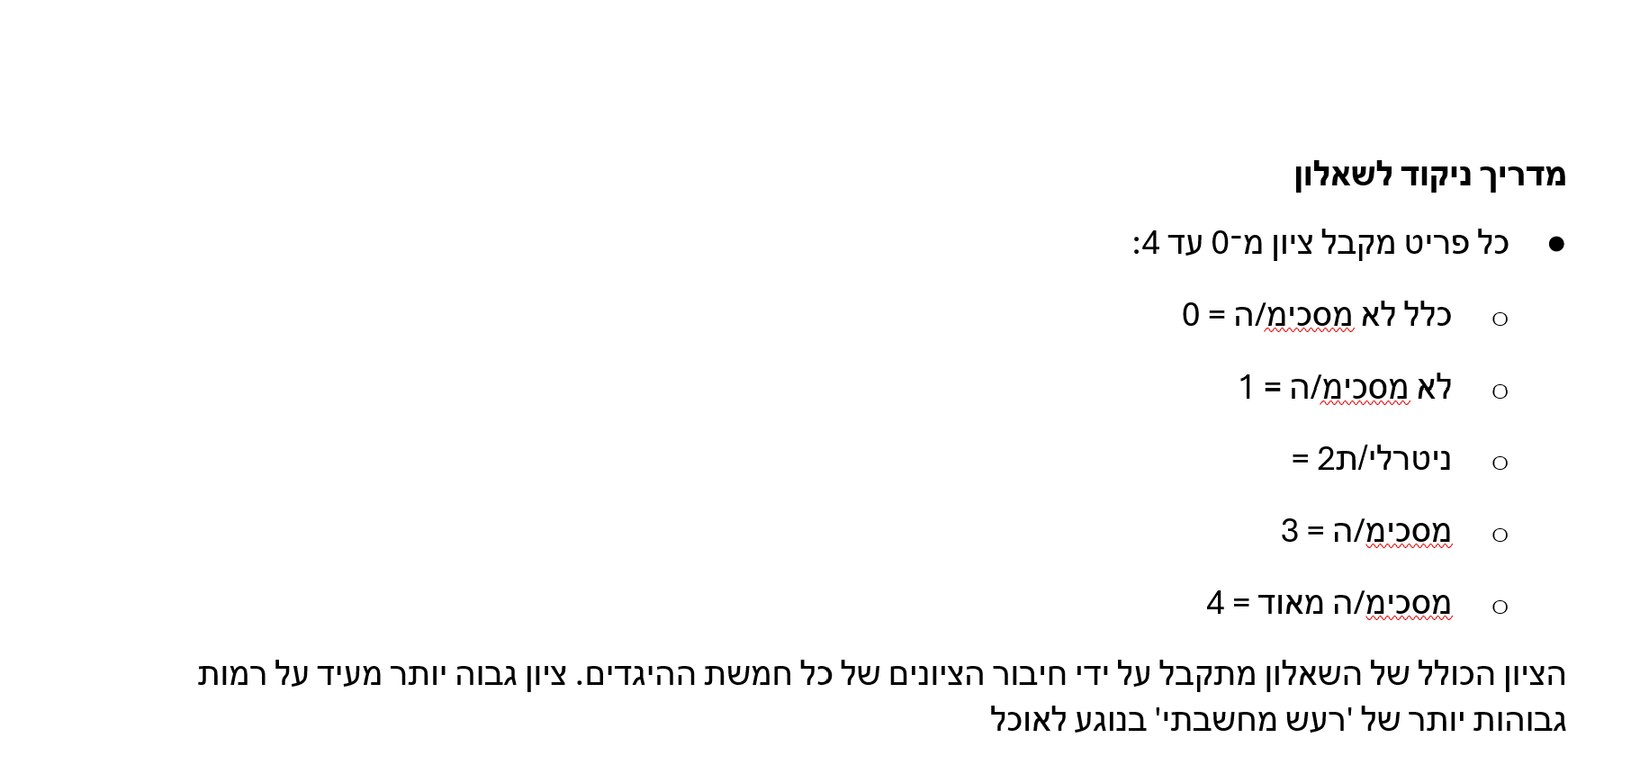 מדריך ניקוד לשאלון
● כל פריט מקבל ציון מ־0 עד 4:
○ כלל לא מסכימ/ה = 0
○ לא מסכימ/ה = 1
○ ניטרלי/ת2 =
○ מסכימ/ה = 3
○ מסכימ/ה מאוד = 4
הציון הכולל של השאלון מתקבל על ידי חיבור הציונים של כל חמשת ההיגדים. ציון גבוה יותר מעיד על רמות
גבוהות יותר של 'רעש מחשבתי' בנוגע לאוכל